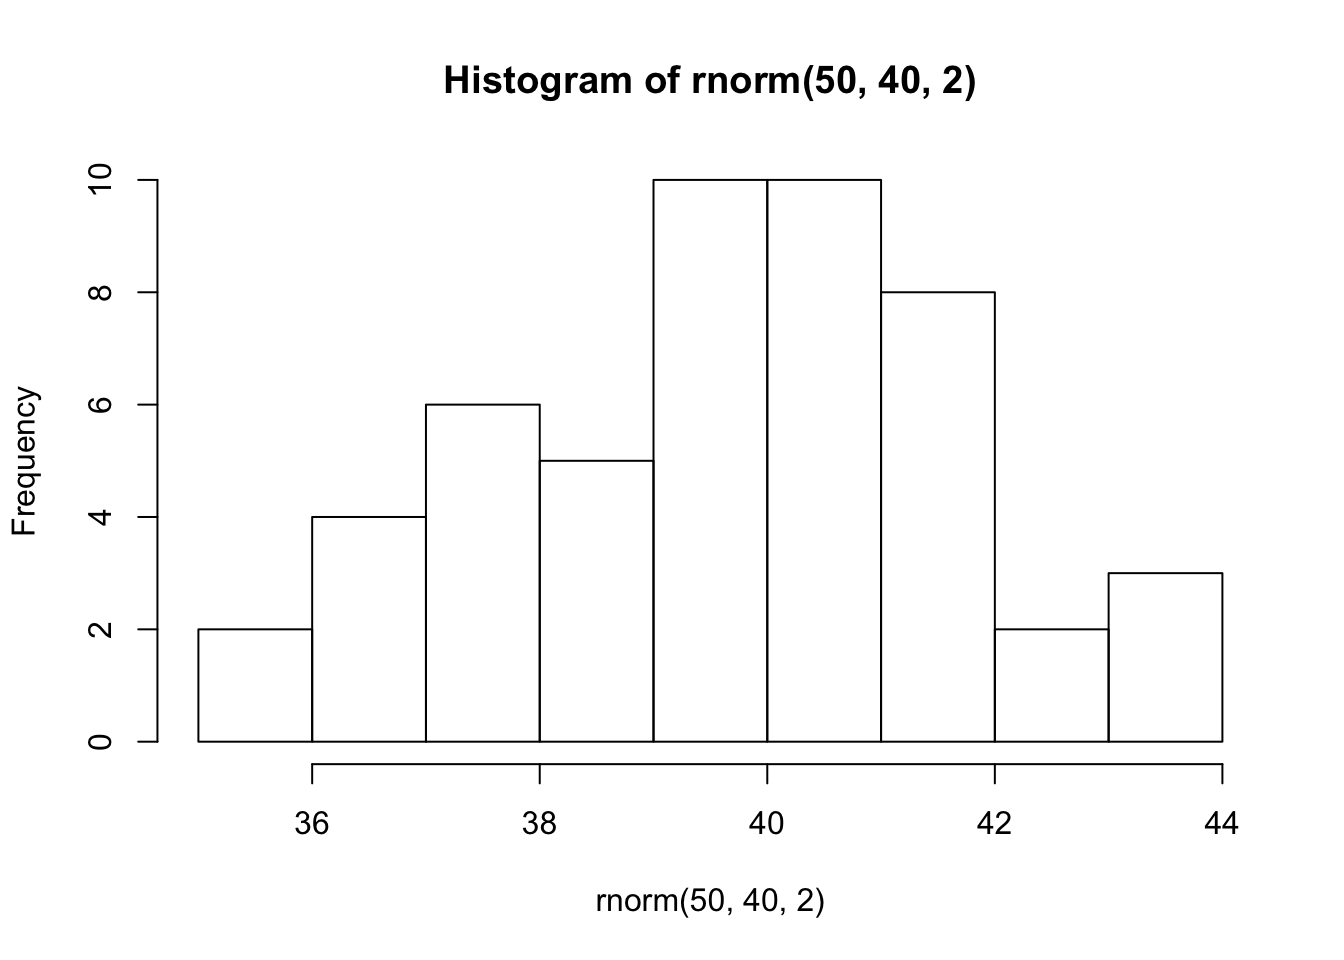 Histogram of rnorm(50, 40, 2)
Frequency
10
8
6
4
2
0
36 38 40 42 44
rnorm(50, 40, 2)